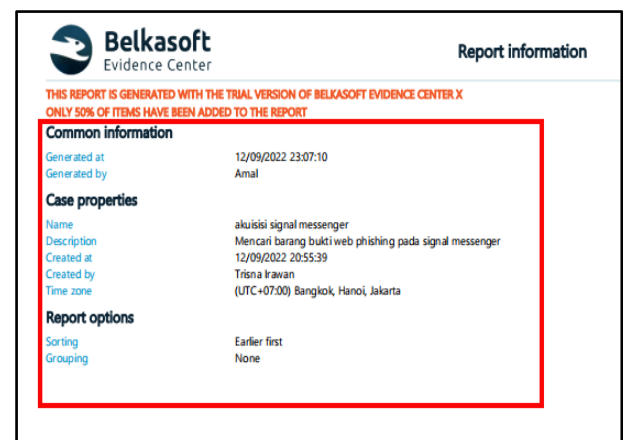 Belkasoft
Evidence Center
Report information
THIS REPORT IS GENERATED WITH THE TRIAL VERSION OF BELKASOFT EVIDENCE CENTER X
ONLY 50% OF ITEMS HAVE BEEN ADDED TO THE REPORT
Common information
Generated at 12/09/2022 23:07:10
Generated by Amal
Case properties
Name akuisisi signal messenger
Description Mencari barang bukti web phishing pada signal messenger
Created at 12/09/2022 20:55:39
Created by Trisna Irawan
Time zone (UTC+07:00) Bangkok, Hanoi, Jakarta
Report options
Sorting Earlier first
Grouping None